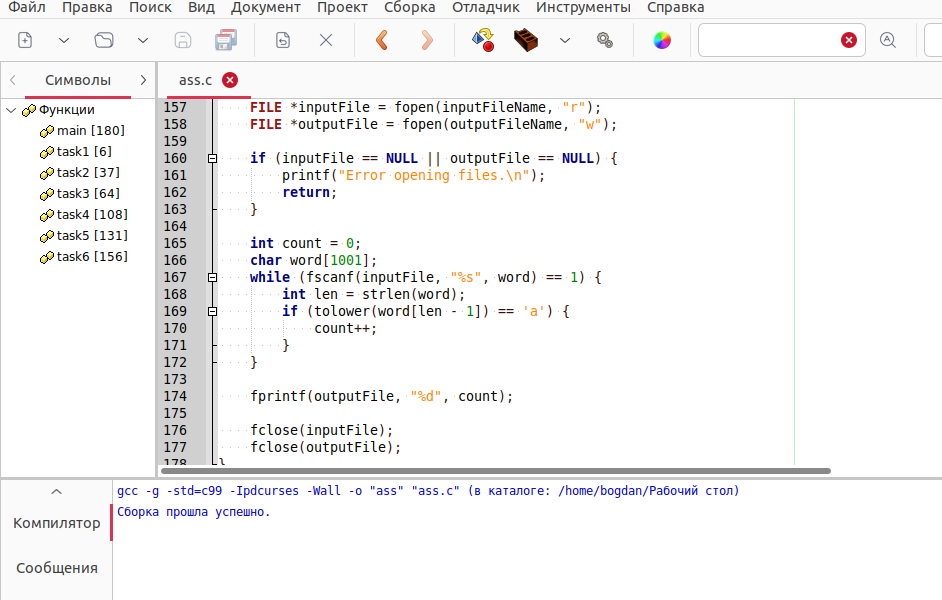 Файл Правка Поиск Вид Документ Проект Сборка Отладчик Инструменты Справка
Символы
ass.c
Функции
main [180]
task1 [6]
task2 [37]
task3 [64]
task4 [108]
task5 [131]
task6 [156]
157 FILE *inputFile = fopen(inputFileName, "r");
158 FILE *outputFile = fopen(outputFileName, "w");
159
160 if (inputFile == NULL || outputFile == NULL) {
161 printf("Error opening files.\n");
162 return;
163 }
164
165 int count = 0;
166 char word[1001];
167 while (fscanf(inputFile, "%s", word) == 1) {
168 int len = strlen(word);
169 if (tolower(word[len - 1]) == 'a') {
170 count++;
171 }
172 }
173
174 fprintf(outputFile, "%d", count);
175
176 fclose(inputFile);
177 fclose(outputFile);
178 }
Компилятор
Сообщения
gcc -g -std=c99 -Ipdcurses -Wall -o "ass" "ass.c" (в каталоге: /home/bogdan/Рабочий стол)
Сборка прошла успешно.